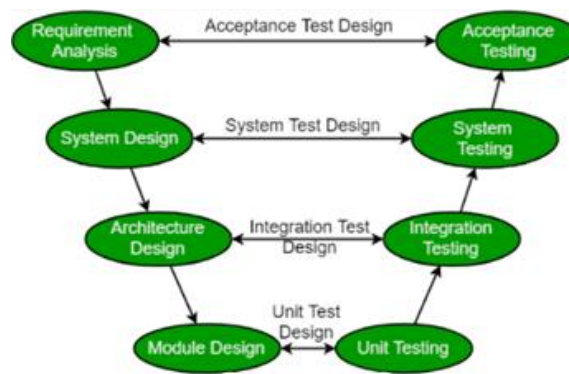 Requirement
Analysis
Acceptance Test Design
Acceptance
Testing
System Design
System Test Design
System
Testing
Architecture
Design
Integration Test
Design
Integration
Testing
Module Design
Unit Test
Design
Unit Testing